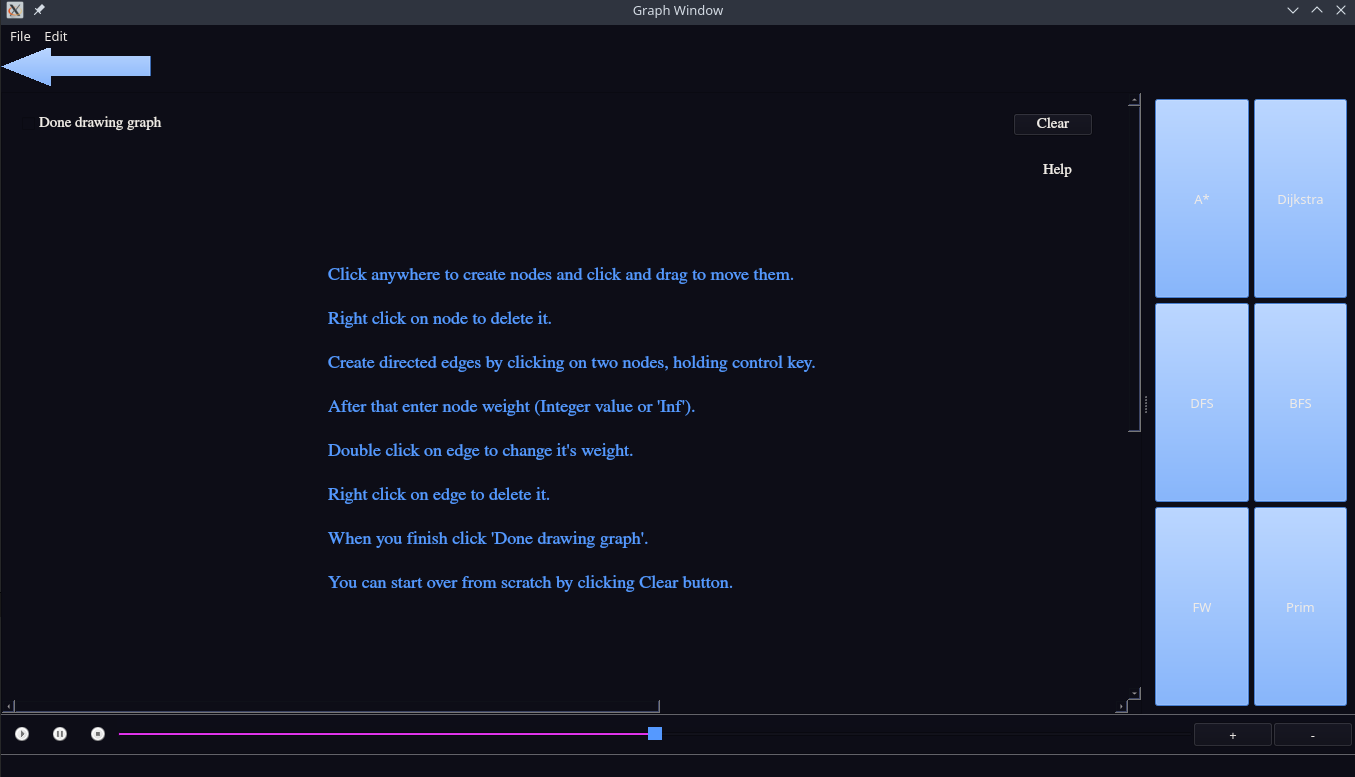 Graph Window
File Edit
Done drawing graph
Clear
Help
Click anywhere to create nodes and click and drag to move them.
Right click on node to delete it.
Create directed edges by clicking on two nodes, holding control key.
After that enter node weight (Integer value or 'Inf').
Double click on edge to change it's weight.
Right click on edge to delete it.
When you finish click 'Done drawing graph'.
You can start over from scratch by clicking Clear button.
A* Dijkstra
DFS BFS
FW Prim
+ -